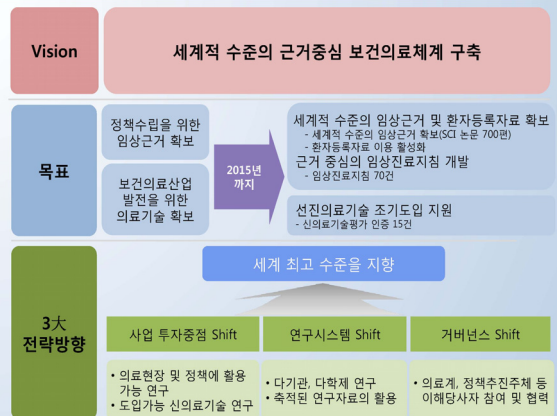 Vision
세계적 수준의 근거중심 보건의료체계 구축
목표
정책수립을 위한
임상근거 확보
보건의료산업
발전을 위한
의료기술 확보
2015년
까지
세계적 수준의 임상근거 및 환자등록자료 확보
- 세계적 수준의 임상근거 확보(SCI 논문 700편)
- 환자등록자료 이용 활성화
근거 중심의 임상진료지침 개발
- 임상진료지침 70건
선진의료기술 조기도입 지원
- 신의료기술평가 인증 15건
3大
전략방향
세계 최고 수준을 지향
사업 투자중점 Shift
연구시스템 Shift
거버넌스 Shift
• 의료현장 및 정책에 활용
가능 연구
• 도입가능 신의료기술 연구
• 다기관, 다학제 연구
• 축적된 연구자료의 활용
• 의료계, 정책추진주체 등
이해당사자 참여 및 협력